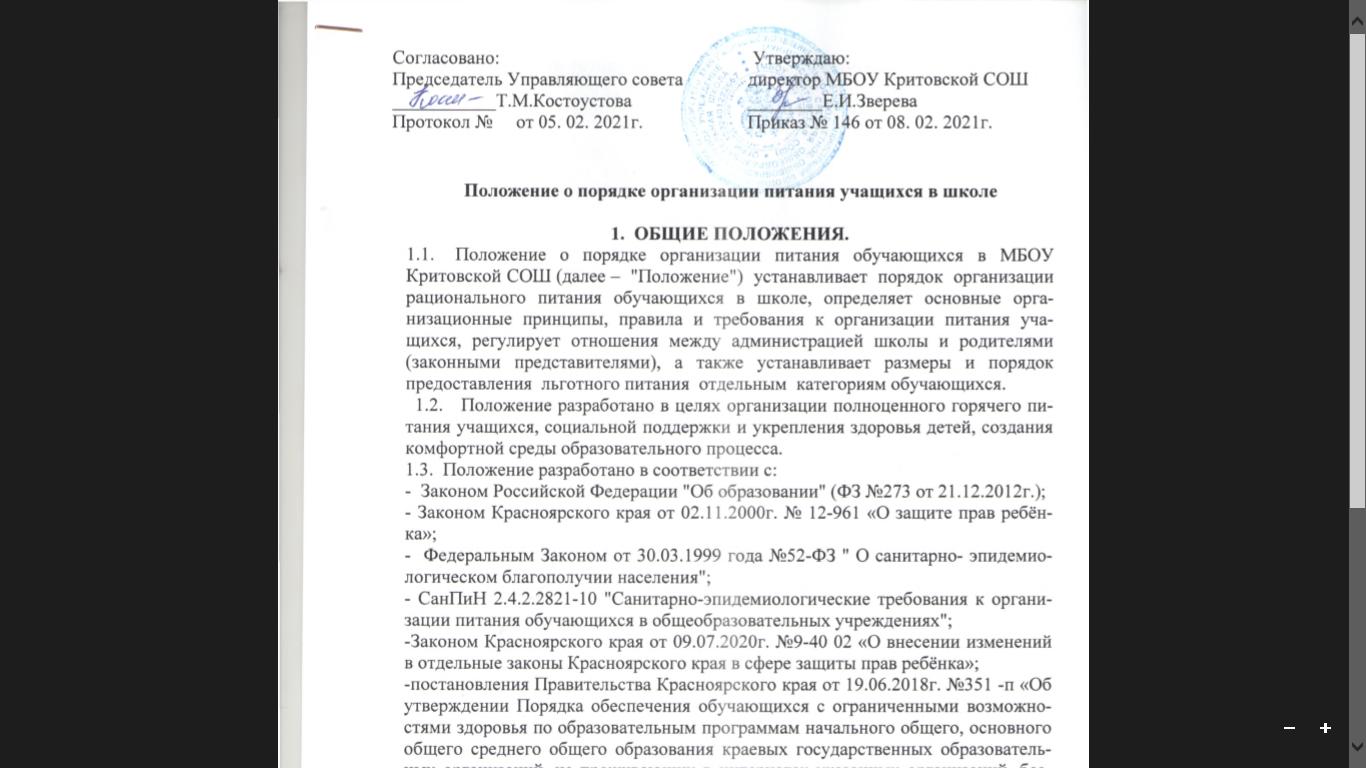 Согласовано: Утверждаю:
Председатель Управляющего совета директор МБОУ Критовской СОШ
___________Т.М.Костоустова ________Е.И.Зверева
Протокол № от 05. 02. 2021г. Приказ № 146 от 08. 02. 2021г.
Положение о порядке организации питания учащихся в школе
1. ОБЩИЕ ПОЛОЖЕНИЯ.
1.1. Положение о порядке организации питания обучающихся в МБОУ
Критовской СОШ (далее – "Положение") устанавливает порядок организации
рационального питания обучающихся в школе, определяет основные орга-
низационные принципы, правила и требования к организации питания уча-
щихся, регулирует отношения между администрацией школы и родителями
(законными представителями), а также устанавливает размеры и порядок
предоставления льготного питания отдельным категориям обучающихся.
1.2. Положение разработано в целях организации полноценного горячего пи-
тания учащихся, социальной поддержки и укрепления здоровья детей, создания
комфортной среды образовательного процесса.
1.3. Положение разработано в соответствии с:
- Законом Российской Федерации "Об образовании" (ФЗ №273 от 21.12.2012г.);
- Законом Красноярского края от 02.11.2000г. № 12-961 «О защите прав ребён-
ка»;
- Федеральным Законом от 30.03.1999 года №52-ФЗ " О санитарно- эпидемио-
логическом благополучии населения";
- СанПиН 2.4.2.2821-10 "Санитарно-эпидемиологические требования к органи-
зации питания обучающихся в общеобразовательных учреждениях";
-Законом Красноярского края от 09.07.2020г. №9-40 02 «О внесении изменений
в отдельные законы Красноярского края в сфере защиты прав ребёнка»;
-постановления Правительства Красноярского края от 19.06.2018г. №351 -п «Об
утверждении Порядка обеспечения обучающихся с ограниченными возможно-
стями здоровья по образовательным программам начального общего, основного
общего среднего общего образования краевых государственных образователь-